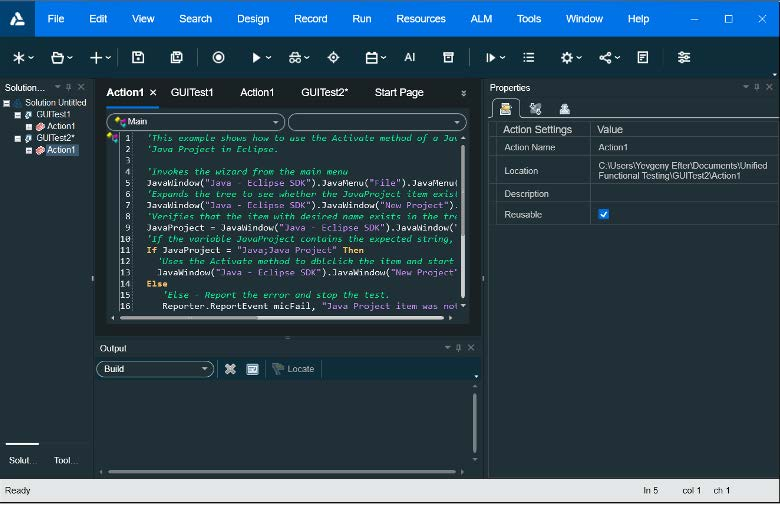 File Edit View Search Design Record Run Resources ALM Tools Window Help
AI
Solution...
Solution Untitled
GUITest1
Action1
GUITest2*
Action1
Solut... Tool...
Action1 GUITest1 Action1 GUITest2* Start Page
Main
1 'This example shows how to use the Activate method of a Jav
2 'Java Project in Eclipse.
3
4 'Invokes the wizard from the main menu
5 JavaWindow("Java - Eclipse SDK").JavaMenu("File").JavaMenu(
6 'Expands the tree to see whether the JavaProject item exist
7 JavaWindow("Java - Eclipse SDK").JavaWindow("New Project").
8 'Verifies that the item with desired name exists in the tre
9 JavaProject = JavaWindow("Java - Eclipse SDK").JavaWindow("
10 'If the variable JavaProject contains the expected string,
11 If JavaProject = "Java;Java Project" Then
12 'Uses the Activate method to dblclick the item and start
13 JavaWindow("Java - Eclipse SDK").JavaWindow("New Project"
14 Else
15 'Else - Report the error and stop the test.
16 Reporter.ReportEvent micFail, "Java Project item was not
Output
Build
Locate
Properties
Action Settings Value
Action Name Action1
Location C:\Users\Yevgeny Efter\Documents\Unified
Functional Testing\GUITest2\Action1
Description
Reusable
Ready ln 5 col 1 ch 1